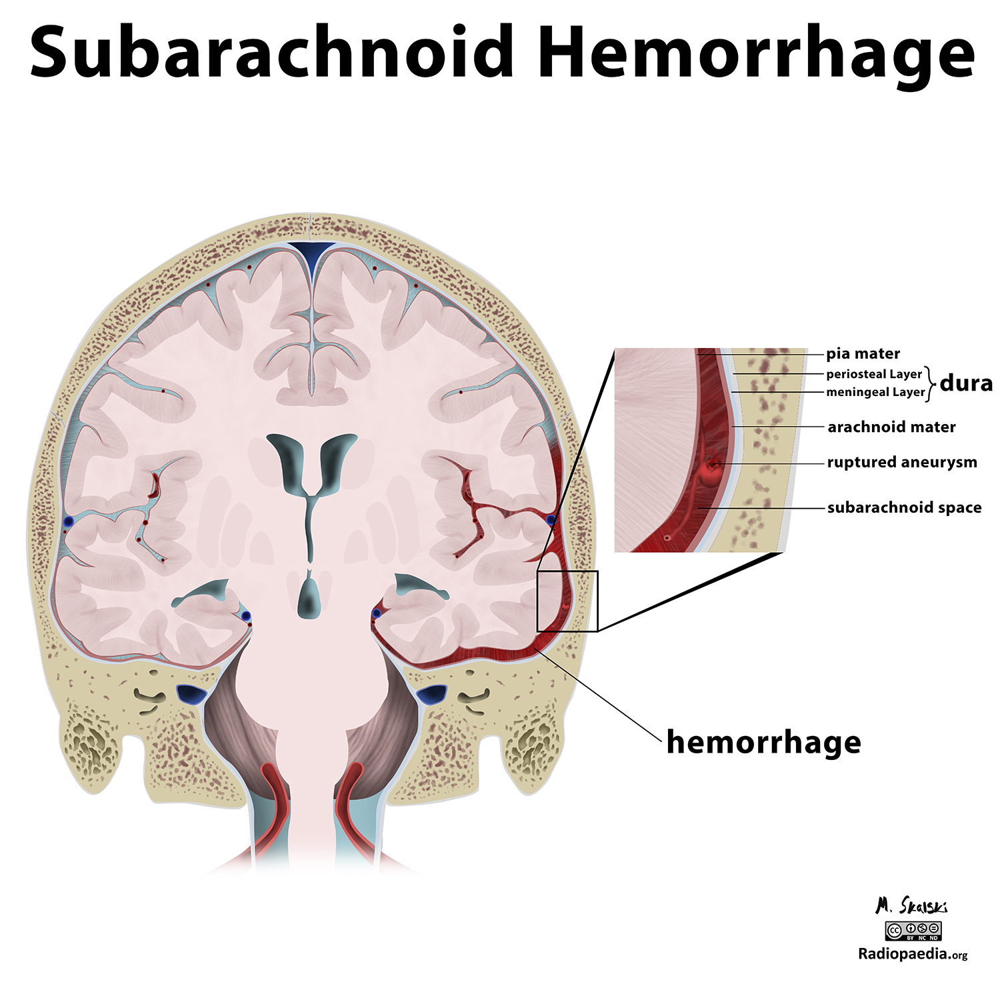 Subarachnoid Hemorrhage
pia mater
periosteal Layer
meningeal Layer
dura
arachnoid mater
ruptured aneurysm
subarachnoid space
hemorrhage
M. Skalski
cc
BY NC ND
Radiopaedia.org